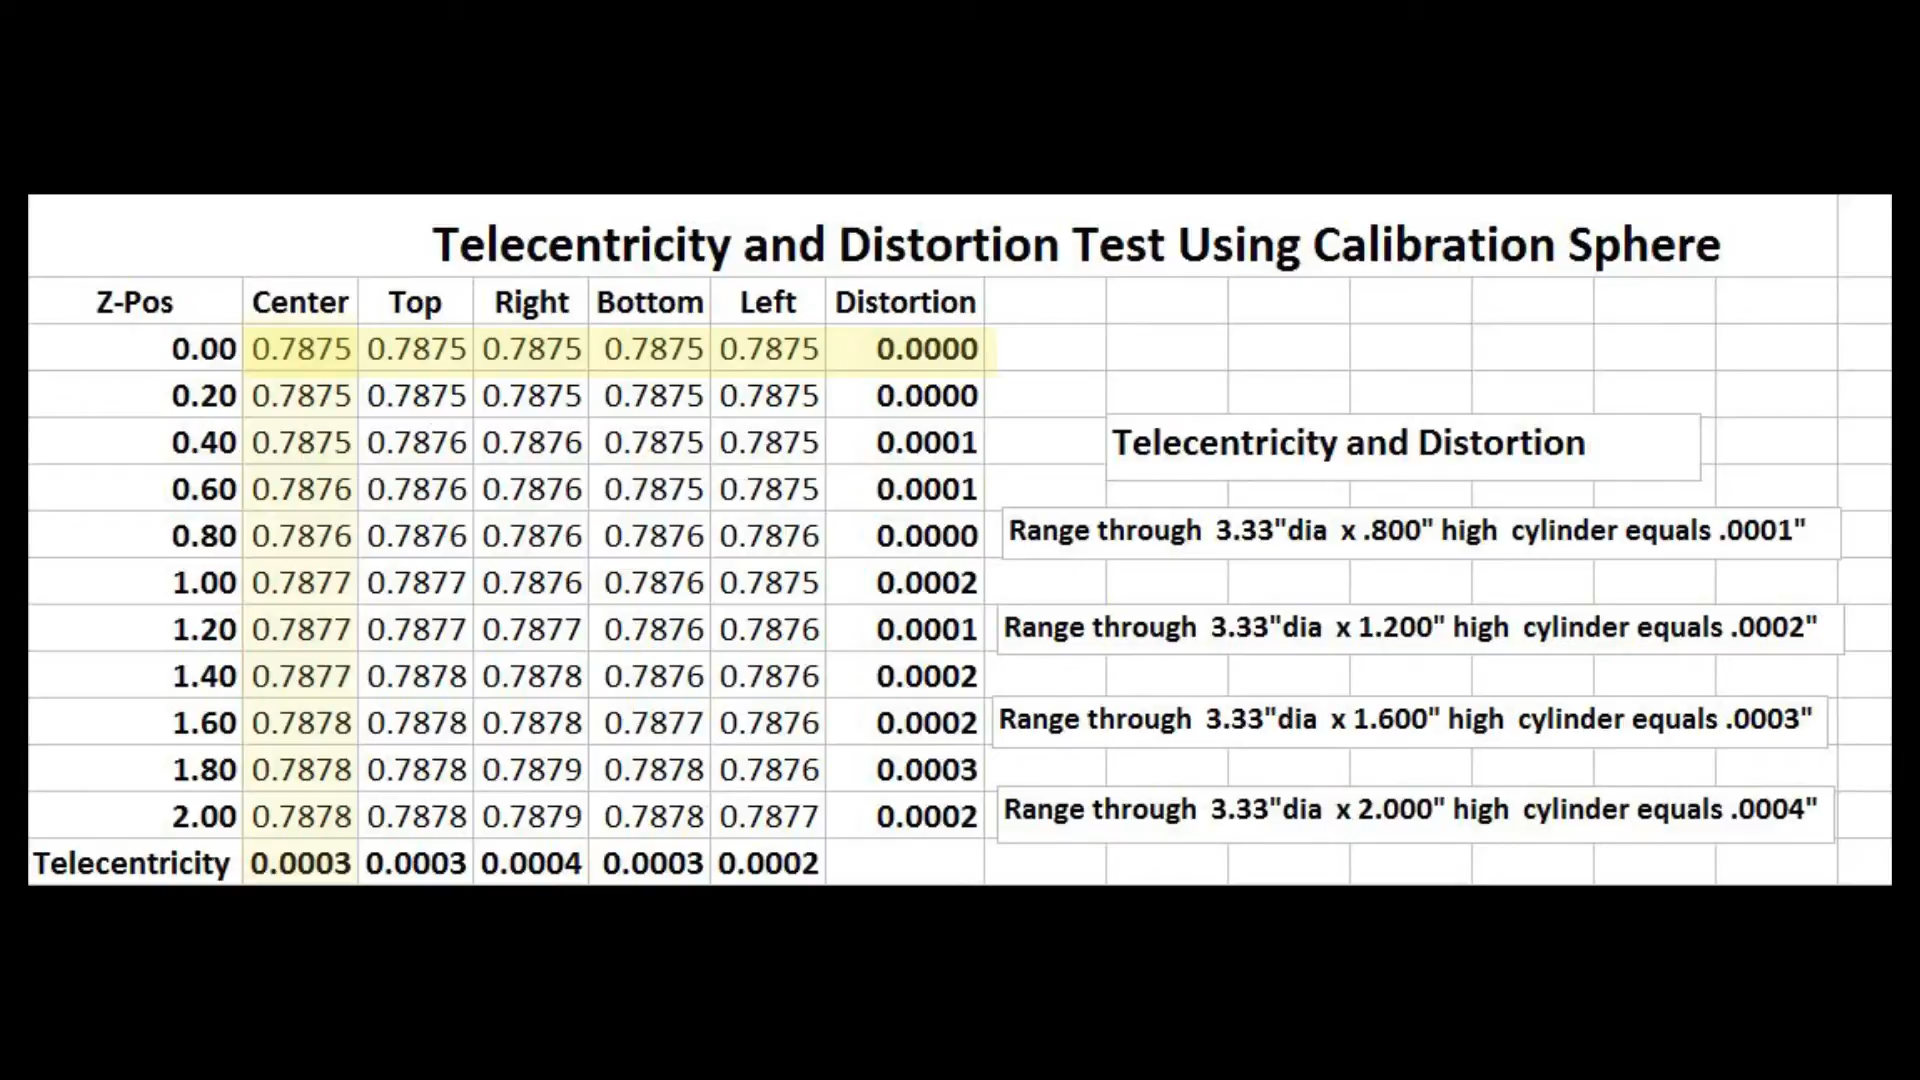 Telecentricity and Distortion Test Using Calibration Sphere
Z-Pos Center Top Right Bottom Left Distortion
0.00 0.7875 0.7875 0.7875 0.7875 0.7875 0.0000
0.20 0.7875 0.7875 0.7875 0.7875 0.7875 0.0000
0.40 0.7875 0.7876 0.7876 0.7875 0.7875 0.0001
Telecentricity and Distortion
0.60 0.7876 0.7876 0.7876 0.7875 0.7875 0.0001
0.80 0.7876 0.7876 0.7876 0.7876 0.7876 0.0000
Range through 3.33"dia x .800" high cylinder equals .0001"
1.00 0.7877 0.7877 0.7876 0.7876 0.7875 0.0002
1.20 0.7877 0.7877 0.7877 0.7876 0.7876 0.0001
Range through 3.33"dia x 1.200" high cylinder equals .0002"
1.40 0.7877 0.7878 0.7878 0.7876 0.7876 0.0002
1.60 0.7878 0.7878 0.7878 0.7877 0.7876 0.0002
Range through 3.33"dia x 1.600" high cylinder equals .0003"
1.80 0.7878 0.7878 0.7879 0.7878 0.7876 0.0003
2.00 0.7878 0.7878 0.7879 0.7878 0.7877 0.0002
Range through 3.33"dia x 2.000" high cylinder equals .0004"
Telecentricity 0.0003 0.0003 0.0004 0.0003 0.0002